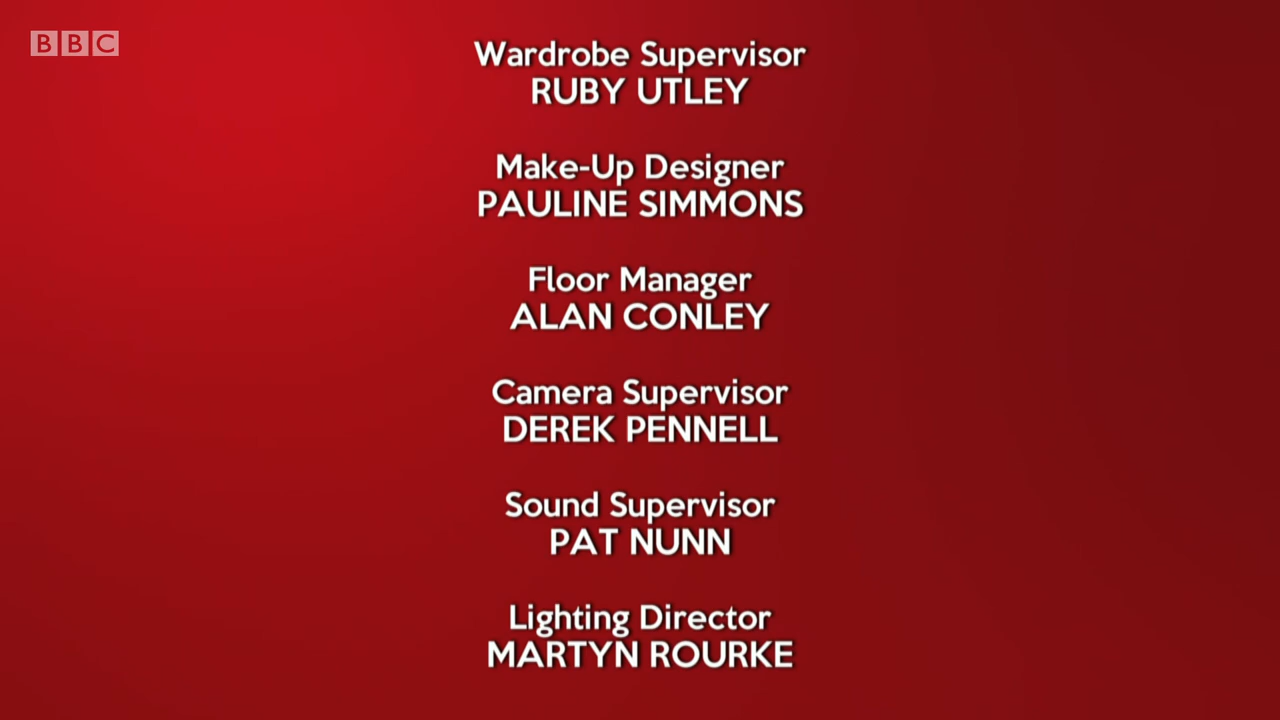 BBC
Wardrobe Supervisor
RUBY UTLEY
Make-Up Designer
PAULINE SIMMONS
Floor Manager
ALAN CONLEY
Camera Supervisor
DEREK PENNELL
Sound Supervisor
PAT NUNN
Lighting Director
MARTYN ROURKE